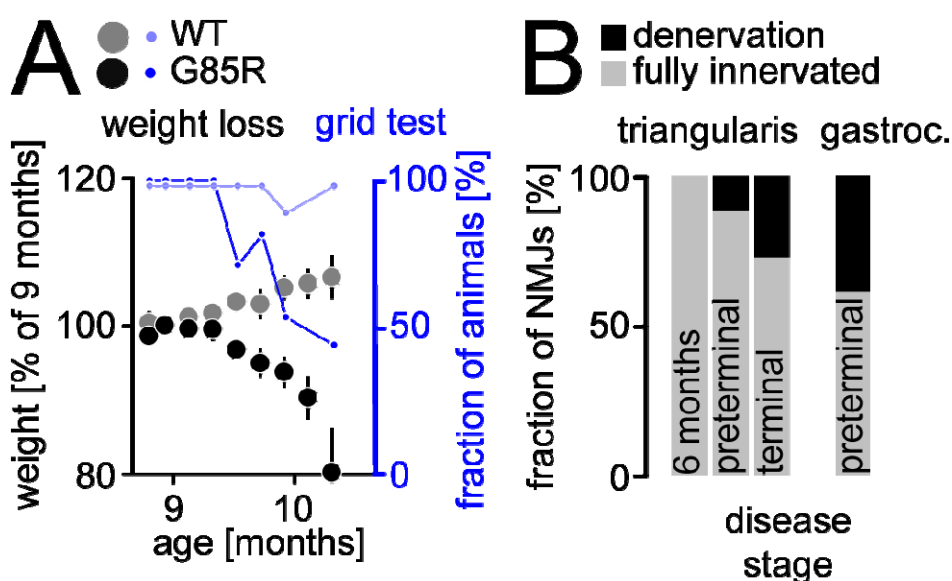 A
WT
G85R
weight loss
grid test
weight [% of 9 months]
120
100
80
9
10
age [months]
100
50
0
fraction of animals [%]
B
denervation
fully innervated
triangularis
gastroc.
fraction of NMJs [%]
100
50
0
6 months
preterminal
terminal
preterminal
disease
stage